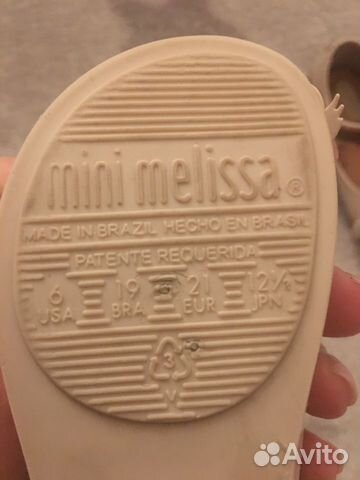 mini melissa®
MADE IN BRAZIL HECHO EN BRASIL
PATENTE REQUERIDA
6 19 21 12½
USA BRA EUR JPN
3
V
Avito